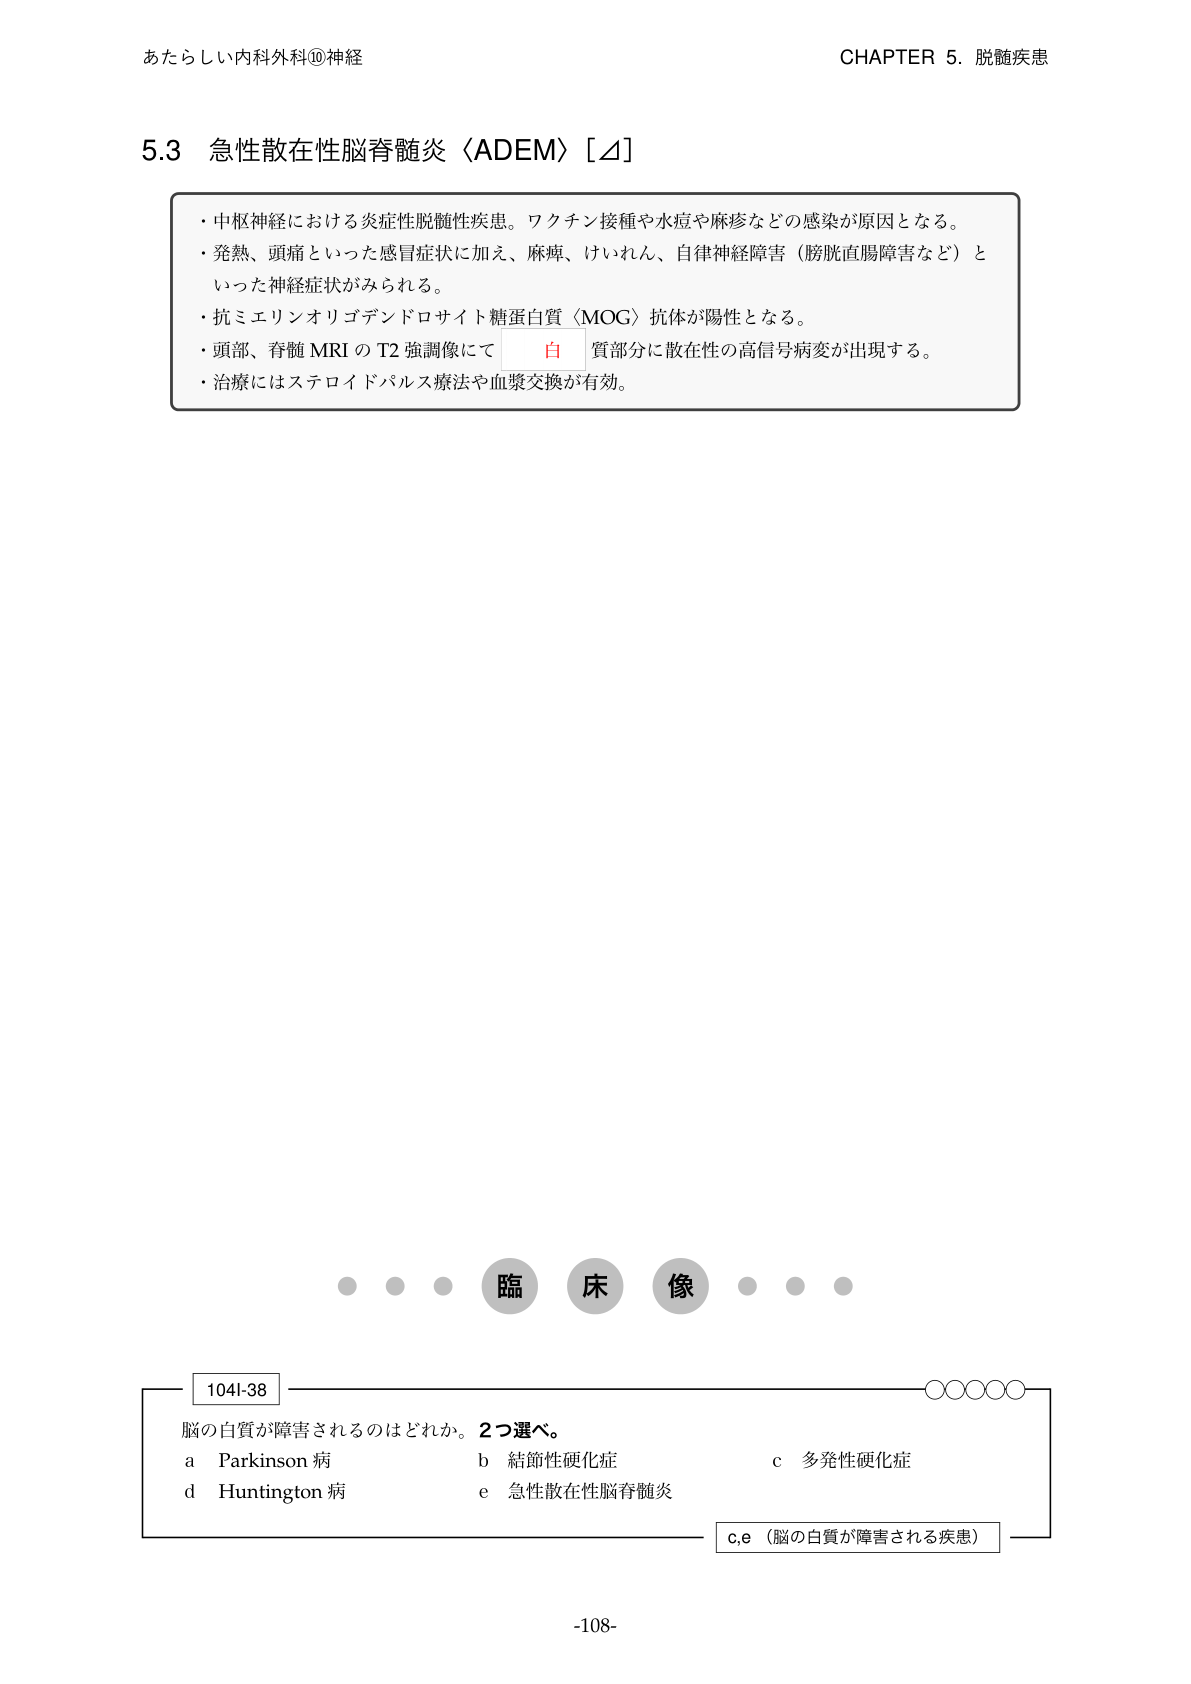 あたらしい内科外科⑩神経
CHAPTER 5. 脱髄疾患
5.3 急性散在性脳脊髄炎〈ADEM〉[⊿]
・中枢神経における炎症性脱髄性疾患。ワクチン接種や水痘や麻疹などの感染が原因となる。
・発熱、頭痛といった感冒症状に加え、麻痺、けいれん、自律神経障害（膀胱直腸障害など）と
いった神経症状がみられる。
・抗ミエリンオリゴデンドロサイト糖蛋白質〈MOG〉抗体が陽性となる。
・頭部、脊髄 MRI の T2 強調像にて 白 質部分に散在性の高信号病変が出現する。
・治療にはステロイドパルス療法や血漿交換が有効。
臨床像
104I-38
脳の白質が障害されるのはどれか。2つ選べ。
a Parkinson 病 b 結節性硬化症 c 多発性硬化症
d Huntington 病 e 急性散在性脳脊髄炎
c,e （脳の白質が障害される疾患）
-108-